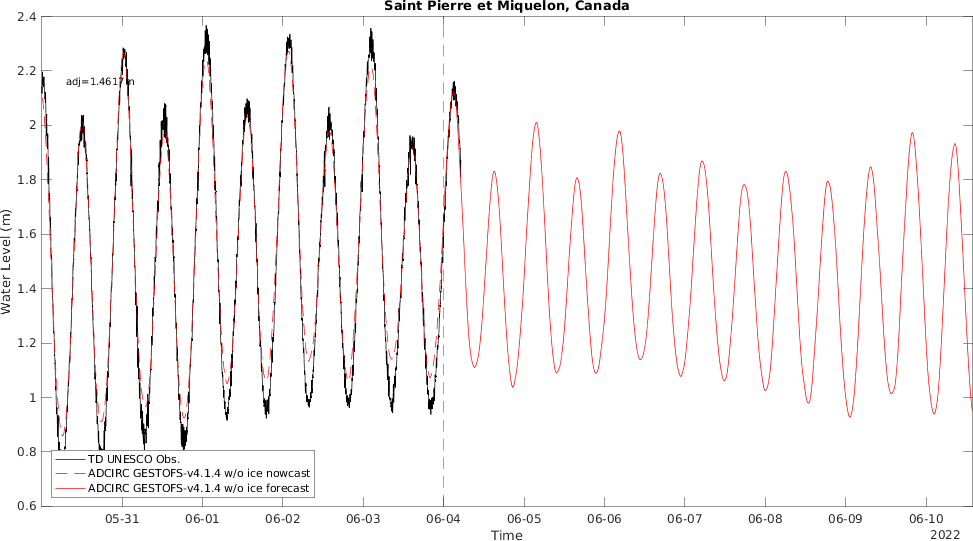 Saint Pierre et Miquelon, Canada
2.4
2.2
2
1.8
1.6
1.4
1.2
1
0.8
0.6
Water Level (m)
adj=1.4617m
TD UNESCO Obs.
ADCIRC GESTOFS-v4.1.4 w/o ice nowcast
ADCIRC GESTOFS-v4.1.4 w/o ice forecast
05-31 06-01 06-02 06-03 06-04 06-05 06-06 06-07 06-08 06-09 06-10
2022
Time